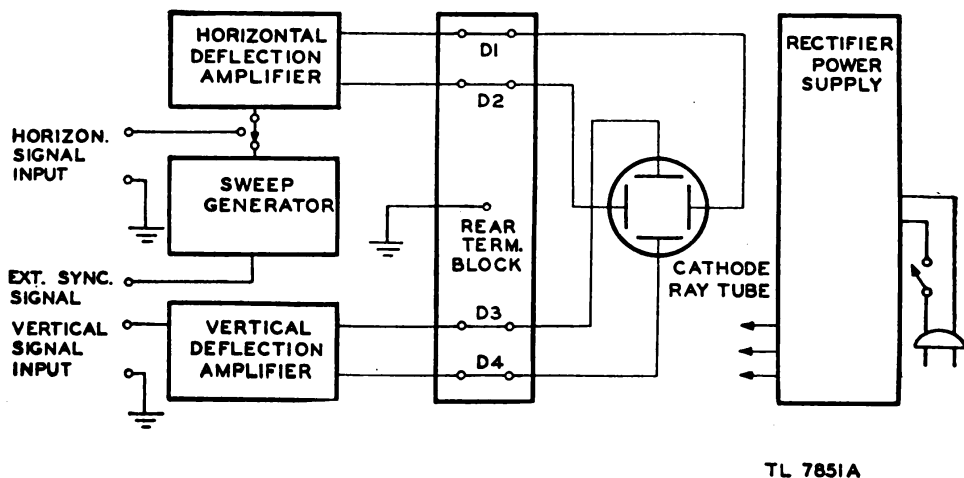 HORIZONTAL
DEFLECTION
AMPLIFIER
D1
D2
RECTIFIER
POWER
SUPPLY
HORIZON.
SIGNAL
INPUT
SWEEP
GENERATOR
REAR
TERM.
BLOCK
CATHODE
RAY TUBE
EXT. SYNC.
SIGNAL
VERTICAL
SIGNAL
INPUT
VERTICAL
DEFLECTION
AMPLIFIER
D3
D4
TL 7851A